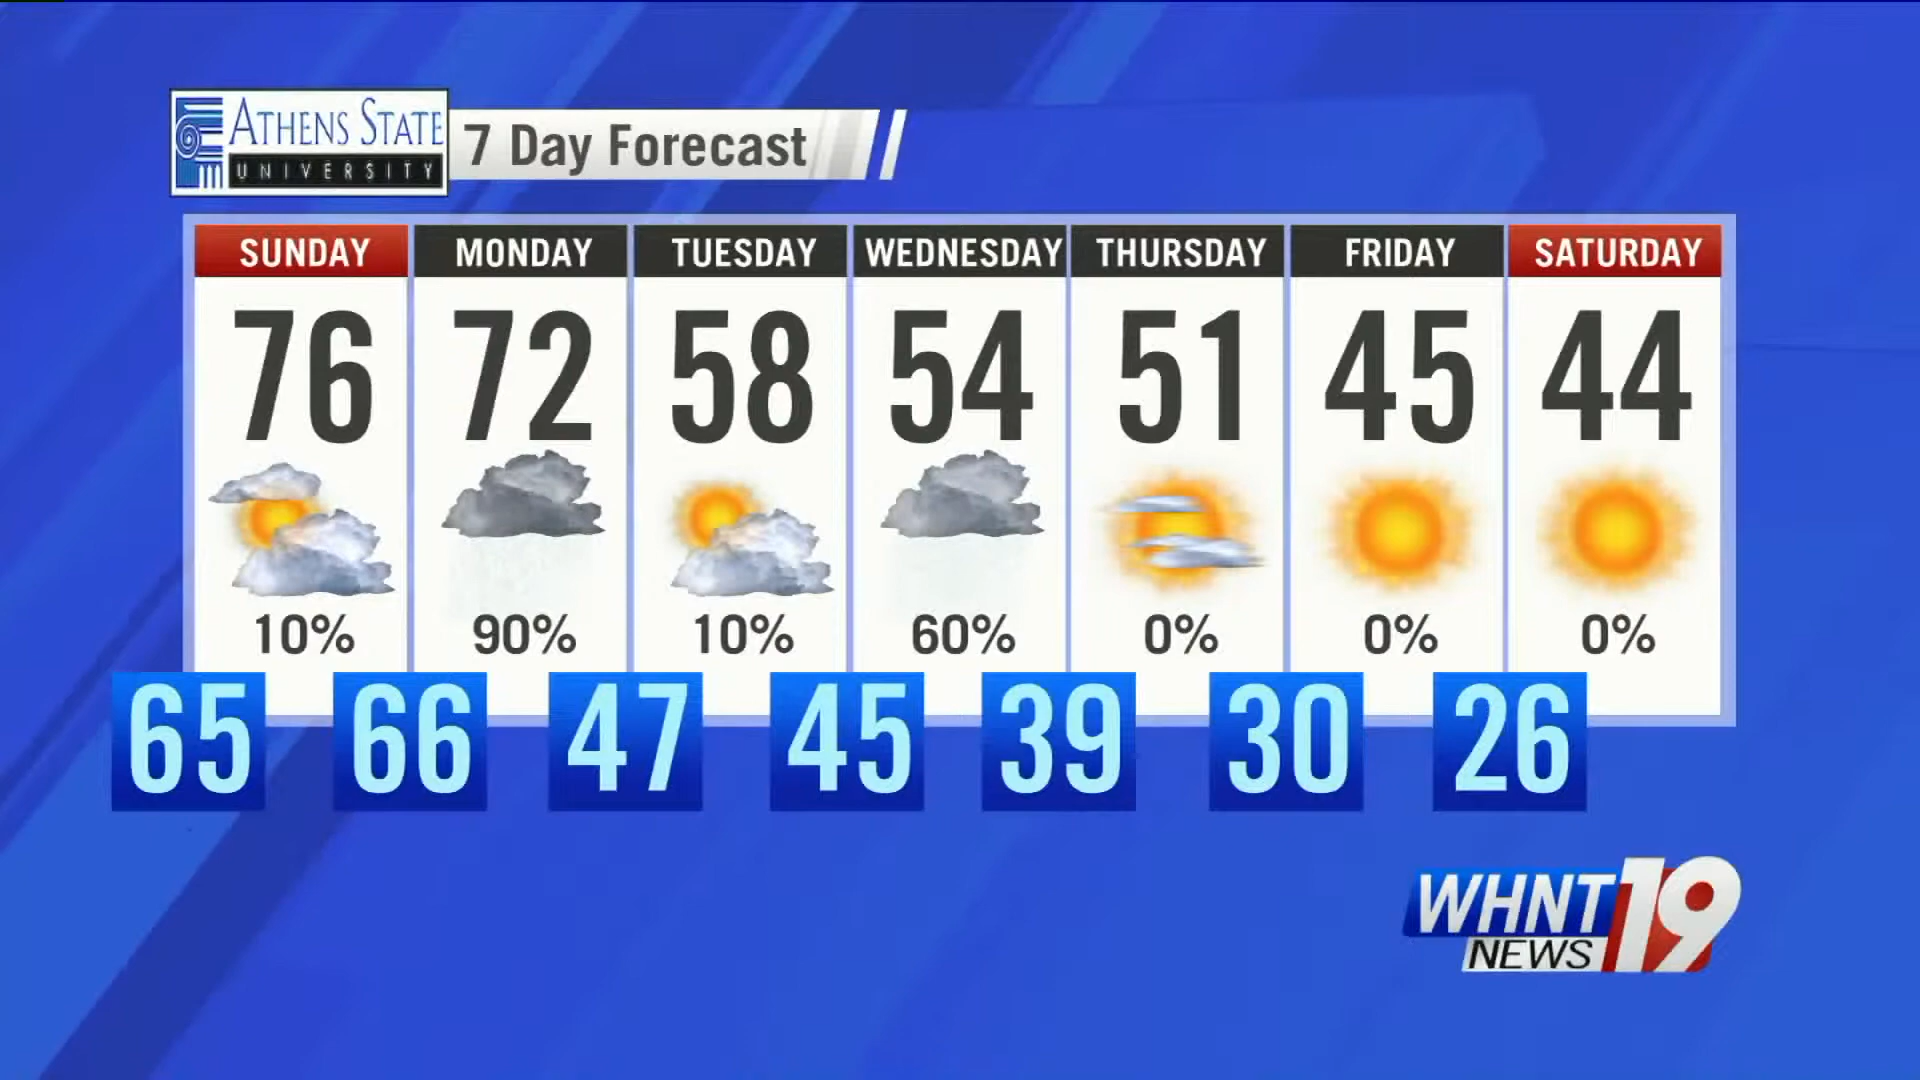 ATHENS STATE
UNIVERSITY
7 Day Forecast
SUNDAY MONDAY TUESDAY WEDNESDAY THURSDAY FRIDAY SATURDAY
76 72 58 54 51 45 44
10% 90% 10% 60% 0% 0% 0%
65 66 47 45 39 30 26
WHNT 19
NEWS